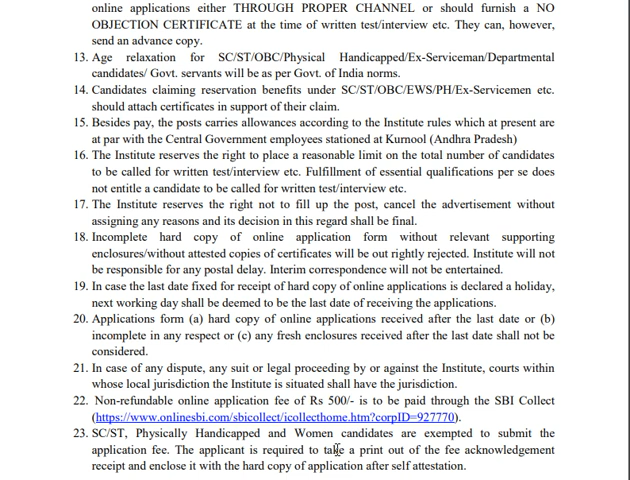 online applications either THROUGH PROPER CHANNEL or should furnish a NO
OBJECTION CERTIFICATE at the time of written test/interview etc. They can, however,
send an advance copy.
13. Age relaxation for SC/ST/OBC/Physical Handicapped/Ex-Serviceman/Departmental
candidates/ Govt. servants will be as per Govt. of India norms.
14. Candidates claiming reservation benefits under SC/ST/OBC/EWS/PH/Ex-Servicemen etc.
should attach certificates in support of their claim.
15. Besides pay, the posts carries allowances according to the Institute rules which at present are
at par with the Central Government employees stationed at Kurnool (Andhra Pradesh)
16. The Institute reserves the right to place a reasonable limit on the total number of candidates
to be called for written test/interview etc. Fulfillment of essential qualifications per se does
not entitle a candidate to be called for written test/interview etc.
17. The Institute reserves the right not to fill up the post, cancel the advertisement without
assigning any reasons and its decision in this regard shall be final.
18. Incomplete hard copy of online application form without relevant supporting
enclosures/without attested copies of certificates will be out rightly rejected. Institute will not
be responsible for any postal delay. Interim correspondence will not be entertained.
19. In case the last date fixed for receipt of hard copy of online applications is declared a holiday,
next working day shall be deemed to be the last date of receiving the applications.
20. Applications form (a) hard copy of online applications received after the last date or (b)
incomplete in any respect or (c) any fresh enclosures received after the last date shall not be
considered.
21. In case of any dispute, any suit or legal proceeding by or against the Institute, courts within
whose local jurisdiction the Institute is situated shall have the jurisdiction.
22. Non-refundable online application fee of Rs 500/- is to be paid through the SBI Collect
(https://www.onlinesbi.com/sbicollect/icollecthome.htm?corpID=927770).
23. SC/ST, Physically Handicapped and Women candidates are exempted to submit the
application fee. The applicant is required to take a print out of the fee acknowledgement
receipt and enclose it with the hard copy of application after self attestation.